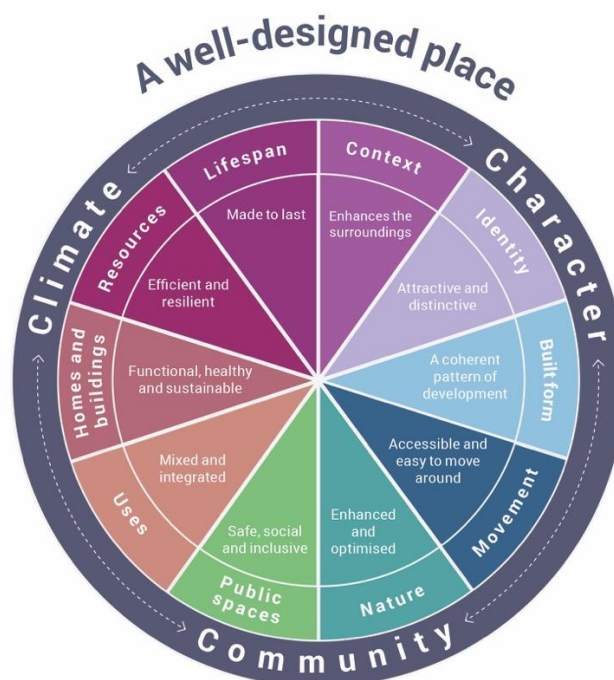 A well-designed place
Climate
Character
Community
Context
Enhances the
surroundings
Identity
Attractive and
distinctive
Built form
A coherent
pattern of
development
Movement
Accessible and
easy to move
around
Nature
Enhanced
and
optimised
Public
spaces
Safe, social
and inclusive
Uses
Mixed and
integrated
Homes and
buildings
Functional, healthy
and sustainable
Resources
Efficient and
resilient
Lifespan
Made to last